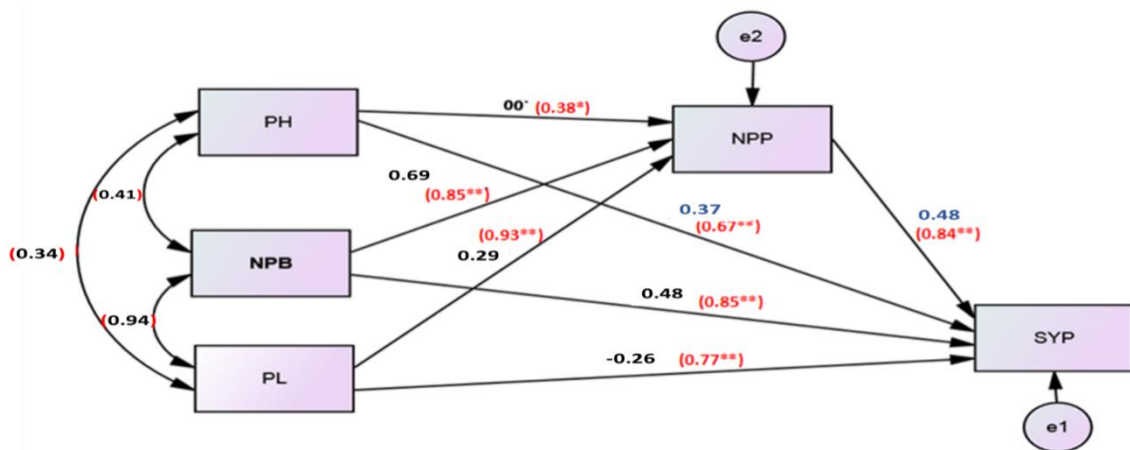 e2
PH
00* (0.38*)
NPP
0.69
(0.85**)
(0.41)
0.37
(0.67**)
0.48
(0.84**)
(0.93**)
0.29
(0.34)
NPB
0.48 (0.85**)
(0.94)
-0.26 (0.77**)
SYP
PL
e1